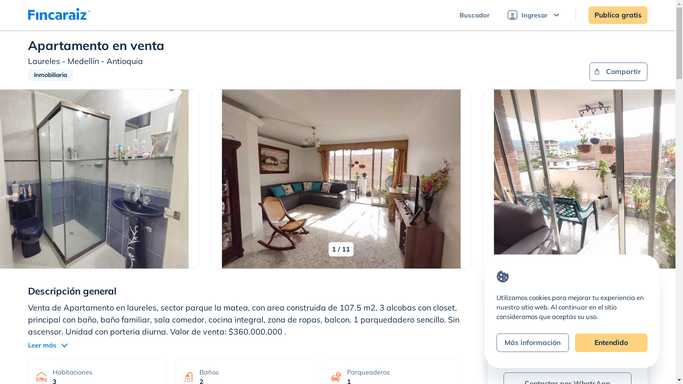 Fincaraiz
Buscador
Ingresar
Publica gratis
Apartamento en venta
Laureles - Medellín - Antioquia
Inmobiliaria
Compartir
1 / 11
Descripción general
Venta de Apartamento en laureles, sector parque la matea, con area construida de 107.5 m2, 3 alcobas con closet,
principal con baño, baño familiar, sala comedor, cocina integral, zona de ropas, balcon, 1 parqueadero sencillo. Sin
ascensor. Unidad con porteria diurna. Valor de venta: $360.000.000 .
Leer más
Habitaciones
3
Baños
2
Parqueaderos
1
Utilizamos cookies para mejorar tu experiencia en
nuestro sitio web. Al continuar en el sitio
consideramos que aceptas su uso.
Más información
Entendido
Contactar por WhatsApp